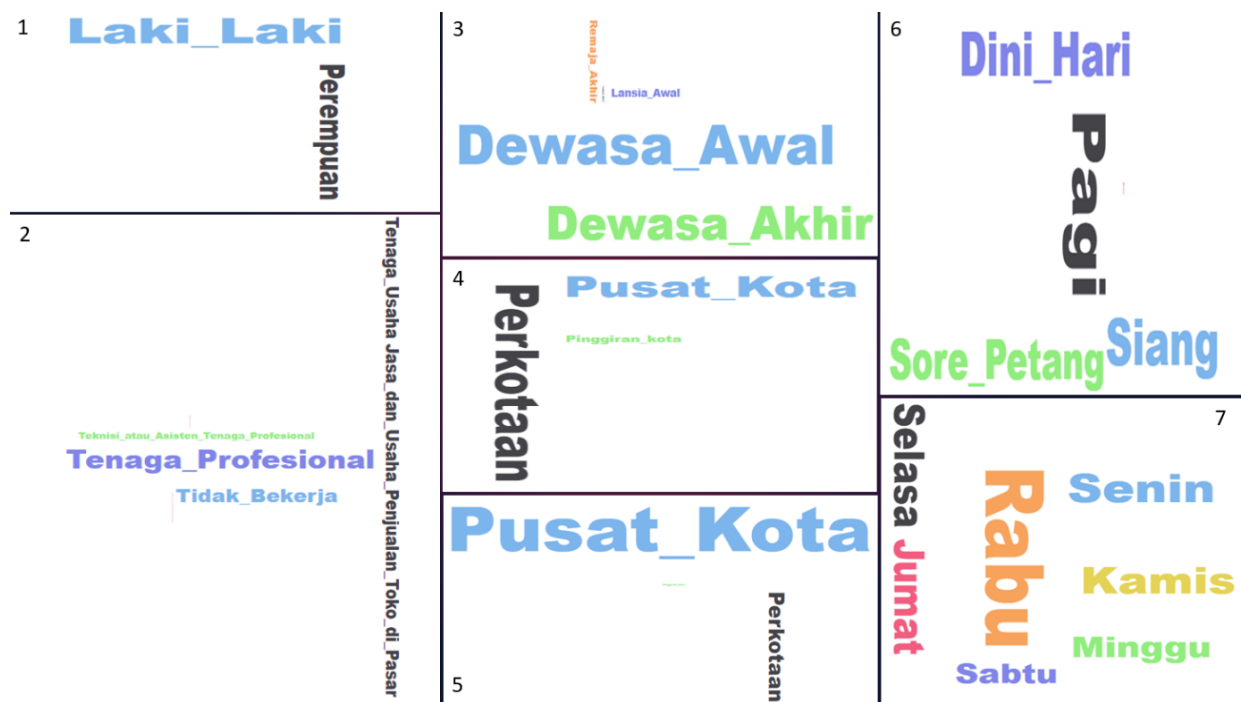 1
Laki_Laki
Perempuan
2
Tenaga_Usaha Jasa_dan_Usaha_Penjualan_Toko_di_Pasar
Teknisi_atau_Asisten_Tenaga_Profesional
Tenaga_Profesional
Tidak_Bekerja
3
Remaja_Akhir
Lansia_Awal
Dewasa_Awal
Dewasa_Akhir
4
Perkotaan
Pusat_Kota
Pinggiran_kota
5
Pusat_Kota
Perkotaan
6
Dini_Hari
Pagi
Siang
Sore_Petang
7
Selasa
Jumat
Rabu
Senin
Kamis
Minggu
Sabtu